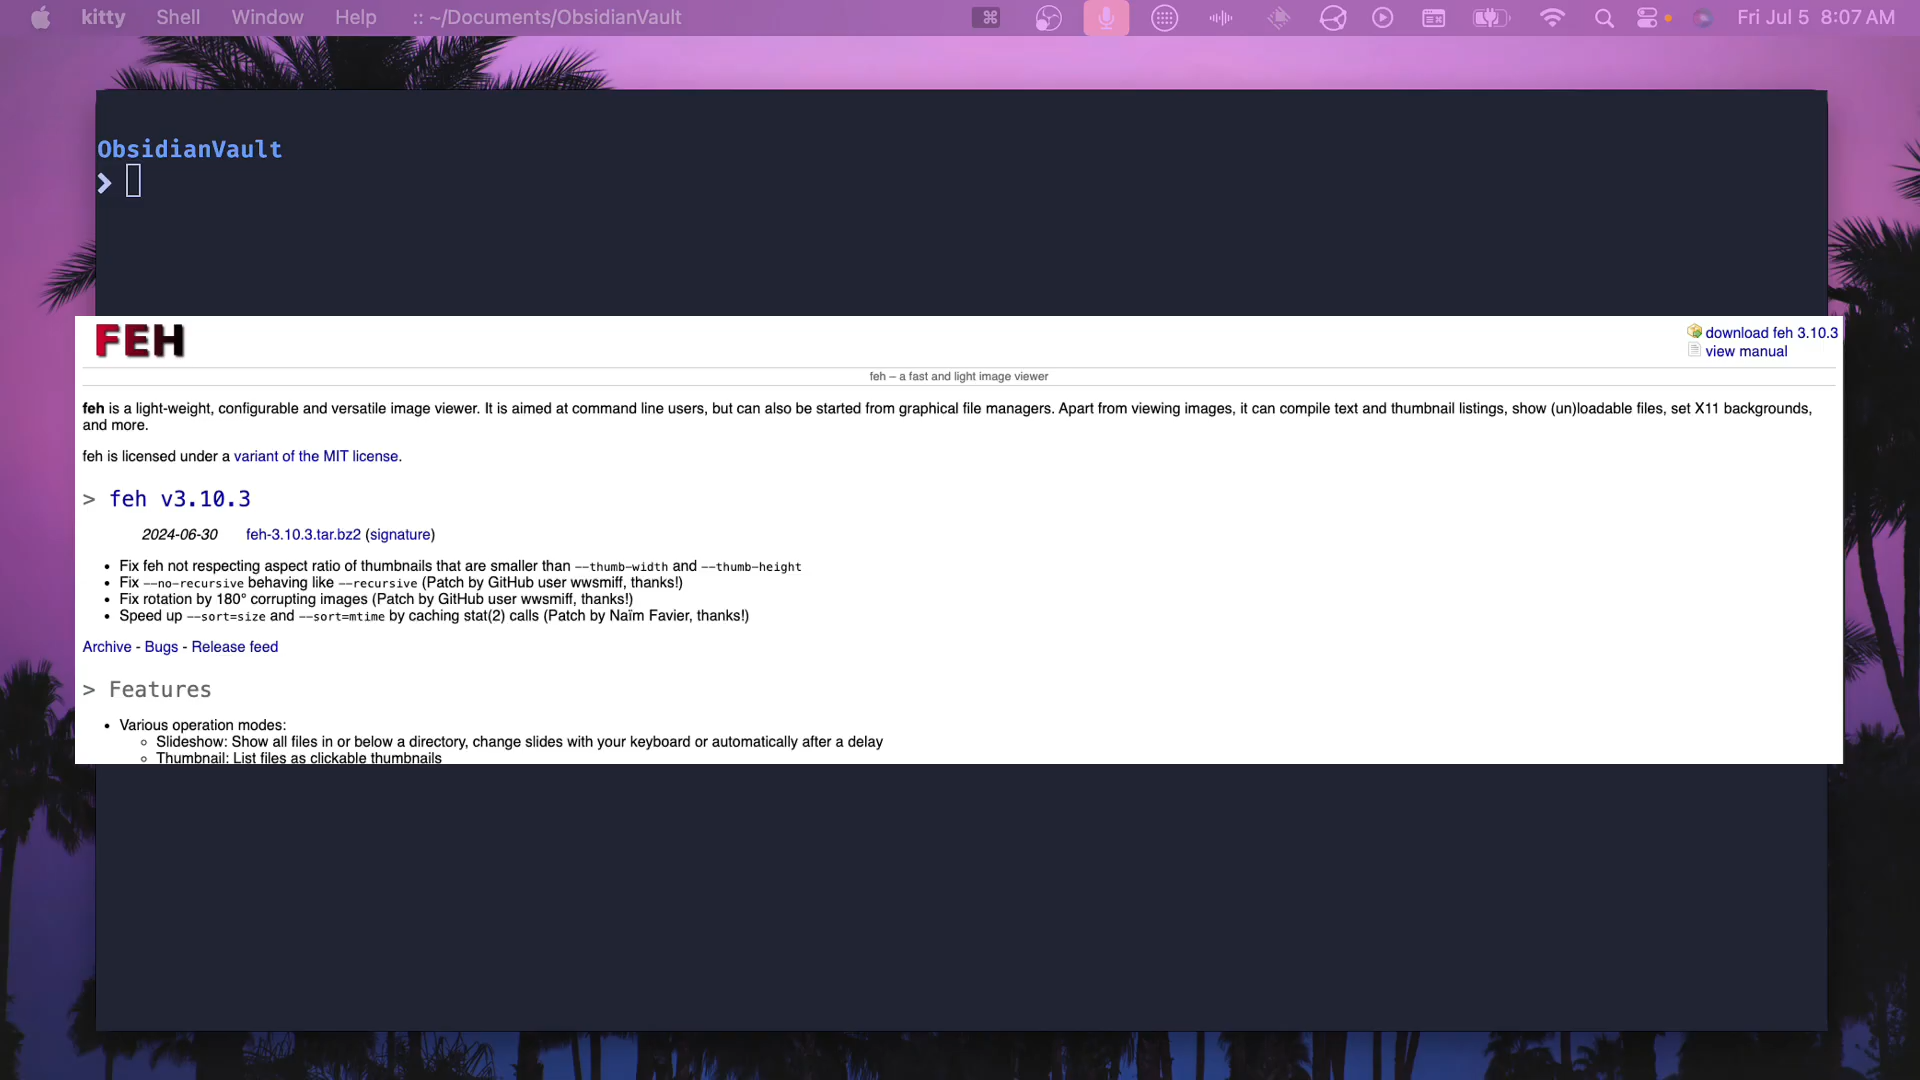 kitty Shell Window Help :: ~/Documents/ObsidianVault Fri Jul 5 8:07 AM
ObsidianVault
❯
FEH
download feh 3.10.3
view manual
feh – a fast and light image viewer
feh is a light-weight, configurable and versatile image viewer. It is aimed at command line users, but can also be started from graphical file managers. Apart from viewing images, it can compile text and thumbnail listings, show (un)loadable files, set X11 backgrounds,
and more.
feh is licensed under a variant of the MIT license.
> feh v3.10.3
2024-06-30 feh-3.10.3.tar.bz2 (signature)
• Fix feh not respecting aspect ratio of thumbnails that are smaller than --thumb-width and --thumb-height
• Fix --no-recursive behaving like --recursive (Patch by GitHub user wwsmiff, thanks!)
• Fix rotation by 180° corrupting images (Patch by GitHub user wwsmiff, thanks!)
• Speed up --sort=size and --sort=mtime by caching stat(2) calls (Patch by Naïm Favier, thanks!)
Archive - Bugs - Release feed
> Features
• Various operation modes:
◦ Slideshow: Show all files in or below a directory, change slides with your keyboard or automatically after a delay
◦ Thumbnail: List files as clickable thumbnails